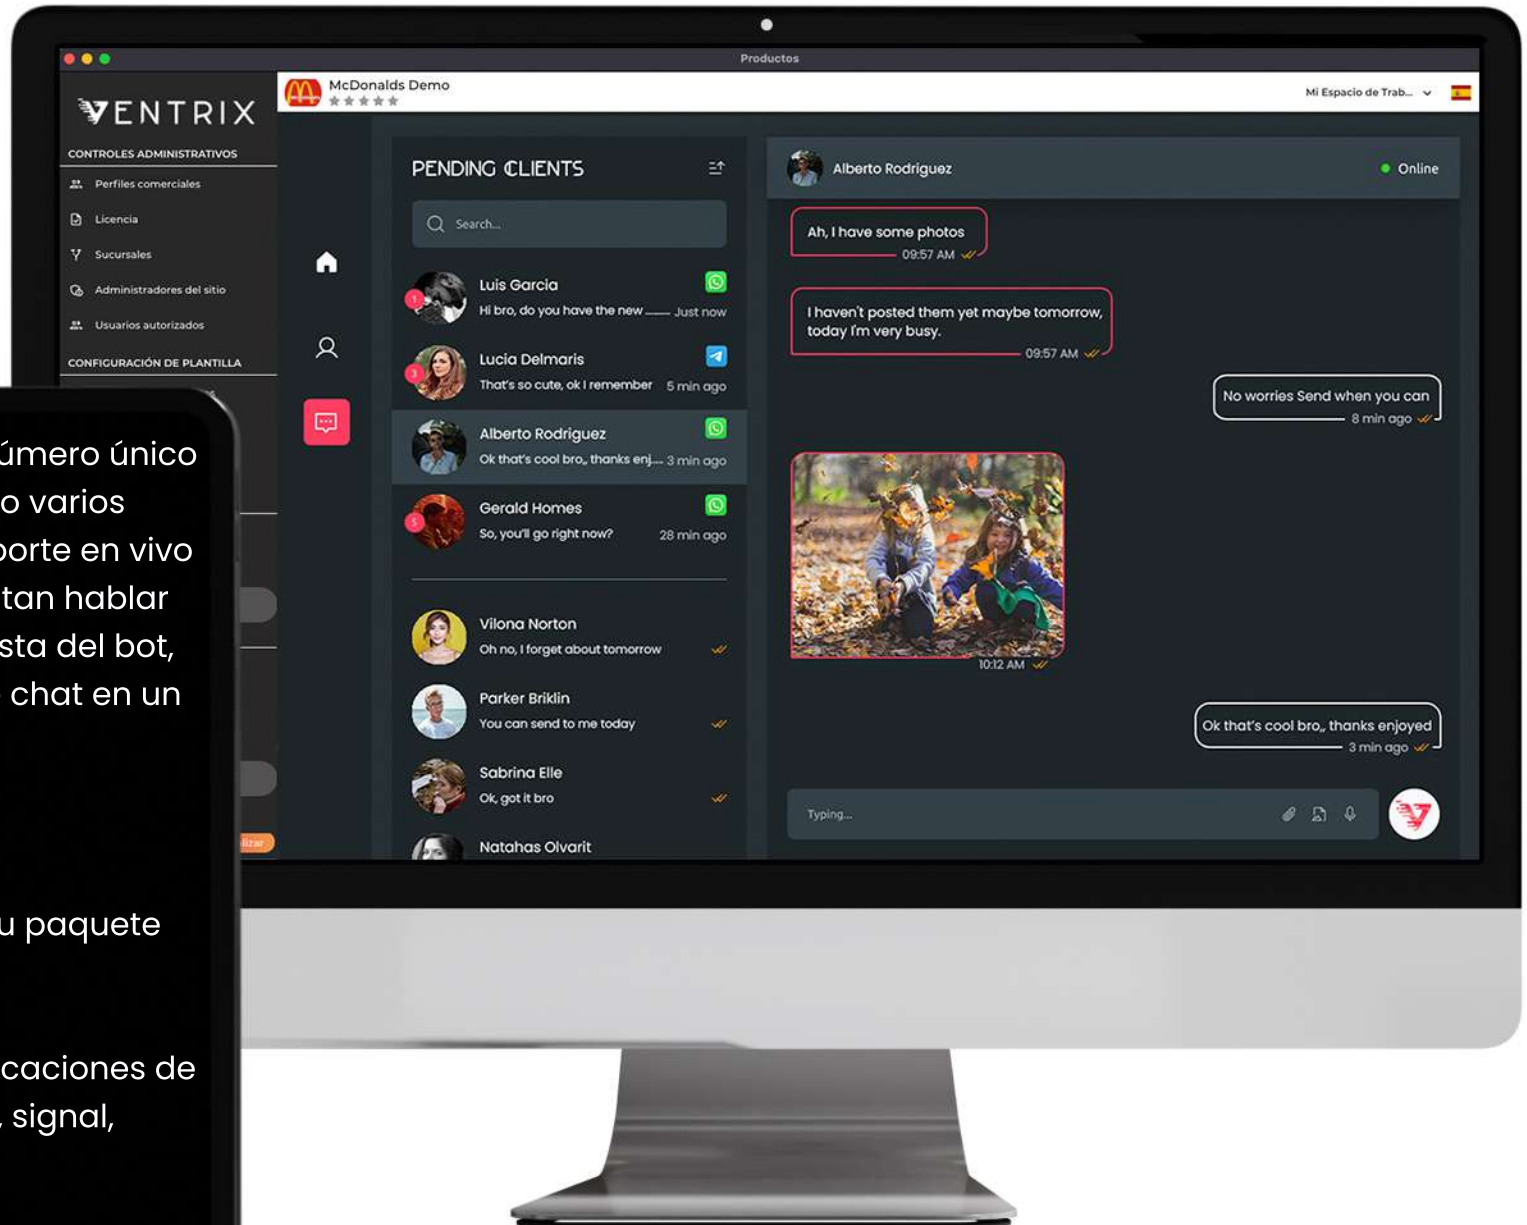 Productos
VENTRIX
McDonalds Demo
Mi Espacio de Trab...
CONTROLES ADMINISTRATIVOS
Perfiles comerciales
Licencia
Sucursales
Administradores del sitio
Usuarios autorizados
CONFIGURACIÓN DE PLANTILLA
lizar
PENDING CLIENTS
Search...
Luis Garcia
1
Hi bro, do you have the new ....... Just now
Lucia Delmaris
3
That's so cute, ok I remember 5 min ago
Alberto Rodriguez
Ok that's cool bro,, thanks enj.... 3 min ago
Gerald Homes
5
So, you'll go right now? 28 min ago
Vilona Norton
Oh no, I forget about tomorrow
Parker Briklin
You can send to me today
Sabrina Elle
Ok, got it bro
Natahas Olvarit
Alberto Rodriguez
Online
Ah, I have some photos
09:57 AM
I haven't posted them yet maybe tomorrow,
today I'm very busy.
09:57 AM
No worries Send when you can
8 min ago
10:12 AM
Ok that's cool bro,, thanks enjoyed
3 min ago
Typing...
úmero único
o varios
porte en vivo
tan hablar
sta del bot,
chat en un
u paquete
caciones de
, signal,